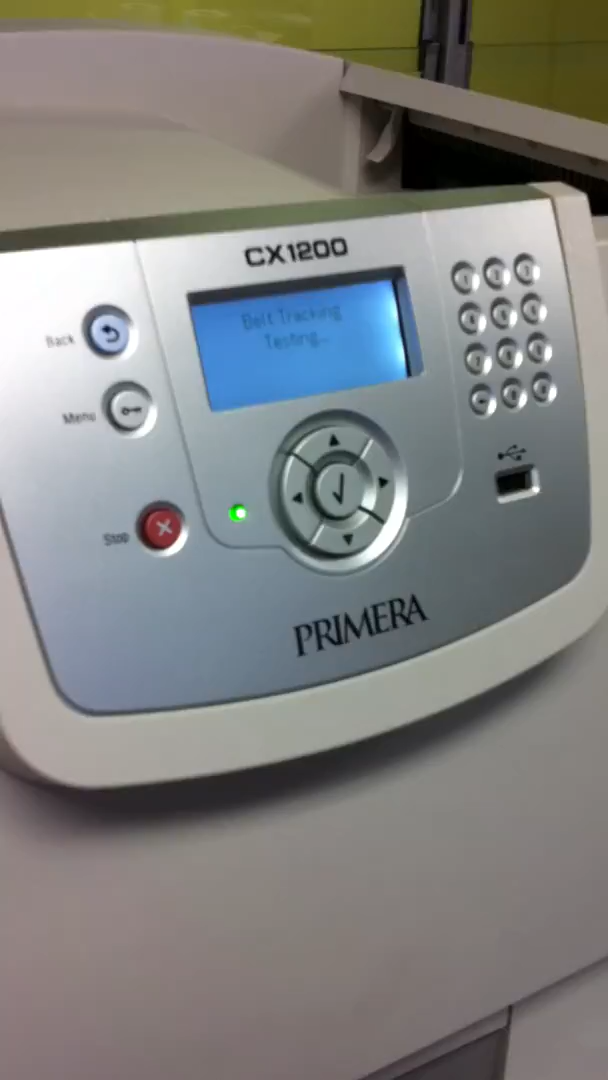 CX1200
Belt Tracking
Testing...
Back
Menu
Stop
PRIMERA